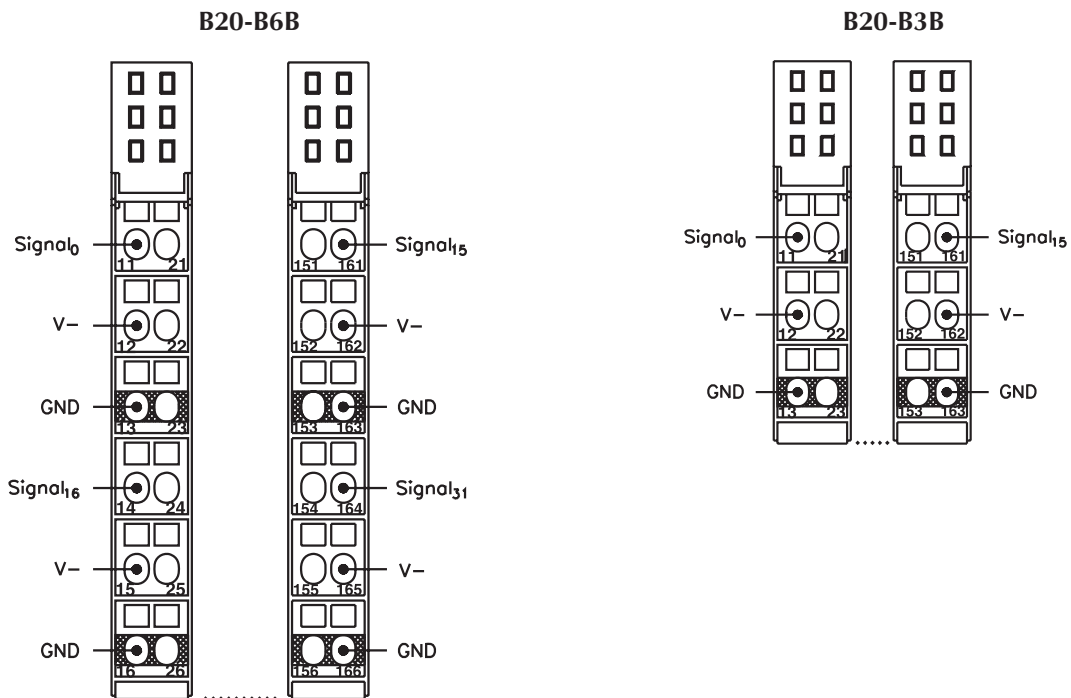 B20-B6B
Signal0 11 21 151 161 Signal15
V– 12 22 152 162 V–
GND 13 23 153 163 GND
Signal16 14 24 154 164 Signal31
V– 15 25 155 165 V–
GND 16 26 156 166 GND
B20-B3B
Signal0 11 21 151 161 Signal15
V– 12 22 152 162 V–
GND 13 23 153 163 GND